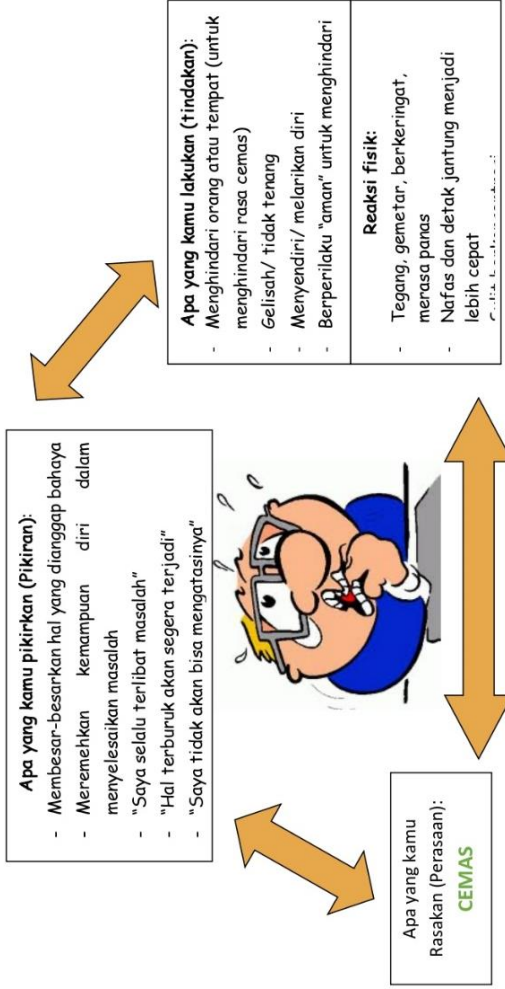 Apa yang kamu pikirkan (Pikiran):
- Membesar-besarkan hal yang dianggap bahaya
- Meremehkan kemampuan diri dalam
menyelesaikan masalah
- "Saya selalu terlibat masalah"
- "Hal terburuk akan segera terjadi"
- "Saya tidak akan bisa mengatasinya"
Apa yang kamu lakukan (tindakan):
- Menghindari orang atau tempat (untuk
menghindari rasa cemas)
- Gelisah/ tidak tenang
- Menyendiri/ melarikan diri
- Berperilaku "aman" untuk menghindari
Reaksi fisik:
- Tegang, gemetar, berkeringat,
merasa panas
- Nafas dan detak jantung menjadi
lebih cepat
Apa yang kamu
Rasakan (Perasaan):
CEMAS